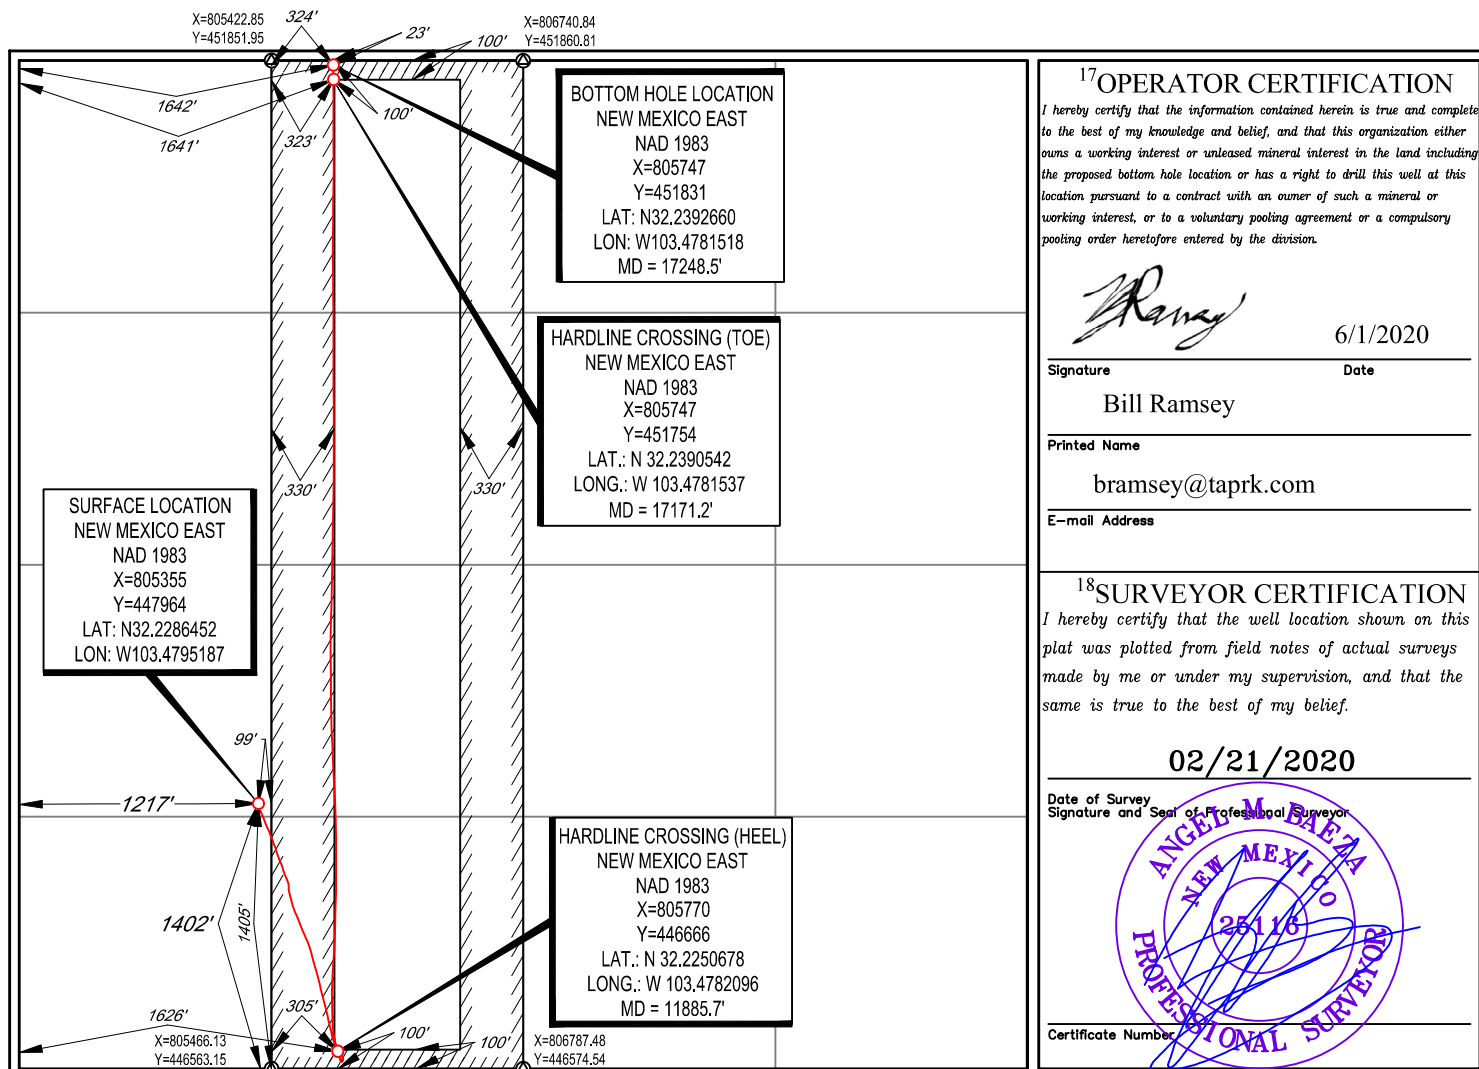 X=805422.85
Y=451851.95
324'
23'
100'
X=806740.84
Y=451860.81
1642'
1641'
323'
100'
BOTTOM HOLE LOCATION
NEW MEXICO EAST
NAD 1983
X=805747
Y=451831
LAT: N32.2392660
LON: W103.4781518
MD = 17248.5'
HARDLINE CROSSING (TOE)
NEW MEXICO EAST
NAD 1983
X=805747
Y=451754
LAT.: N 32.2390542
LONG.: W 103.4781537
MD = 17171.2'
330'
330'
SURFACE LOCATION
NEW MEXICO EAST
NAD 1983
X=805355
Y=447964
LAT: N32.2286452
LON: W103.4795187
99'
1217'
1402'
1405'
HARDLINE CROSSING (HEEL)
NEW MEXICO EAST
NAD 1983
X=805770
Y=446666
LAT.: N 32.2250678
LONG.: W 103.4782096
MD = 11885.7'
1626'
305'
100'
100'
X=805466.13
Y=446563.15
X=806787.48
Y=446574.54
17 OPERATOR CERTIFICATION
I hereby certify that the information contained herein is true and complete
to the best of my knowledge and belief, and that this organization either
owns a working interest or unleased mineral interest in the land including
the proposed bottom hole location or has a right to drill this well at this
location pursuant to a contract with an owner of such a mineral or
working interest, or to a voluntary pooling agreement or a compulsory
pooling order heretofore entered by the division.
6/1/2020
Signature Date
Bill Ramsey
Printed Name
bramsey@taprk.com
E-mail Address
18 SURVEYOR CERTIFICATION
I hereby certify that the well location shown on this
plat was plotted from field notes of actual surveys
made by me or under my supervision, and that the
same is true to the best of my belief.
02/21/2020
Date of Survey
Signature and Seal of Professional Surveyor
ANGEL M. BAEZA
NEW MEXICO
25116
PROFESSIONAL SURVEYOR
Certificate Number